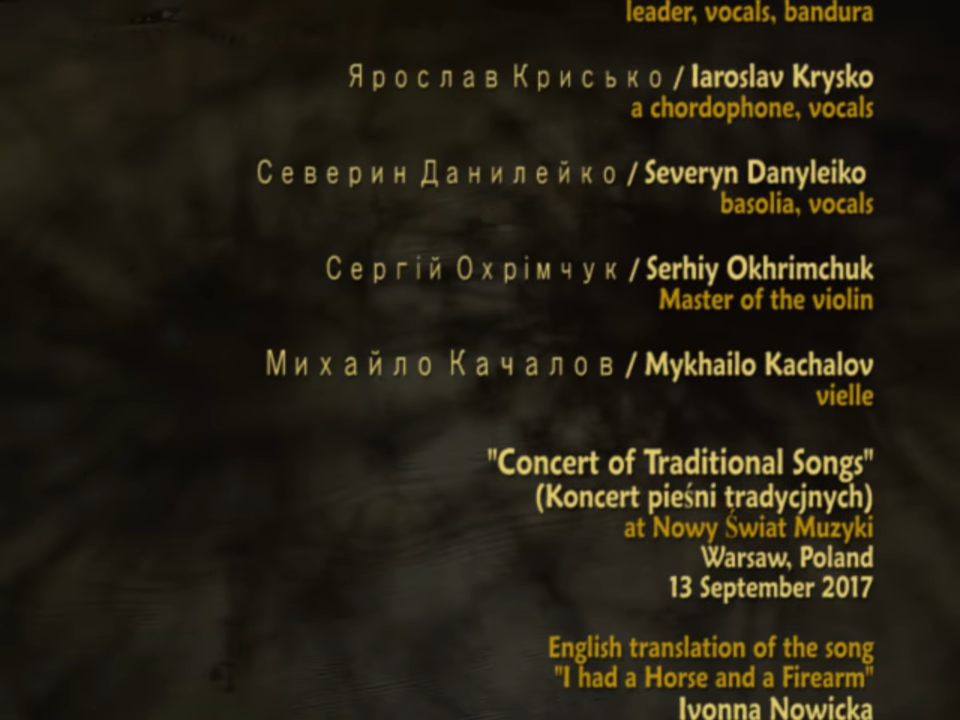 leader, vocals, bandura
Ярослав Крисько / Iaroslav Krysko
a chordophone, vocals
Северин Данилейко / Severyn Danyleiko
basolia, vocals
Сергій Охрімчук / Serhiy Okhrimchuk
Master of the violin
Михайло Качалов / Mykhailo Kachalov
vielle
"Concert of Traditional Songs"
(Koncert pieśni tradycjnych)
at Nowy Świat Muzyki
Warsaw, Poland
13 September 2017
English translation of the song
"I had a Horse and a Firearm"
Ivonna Nowicka